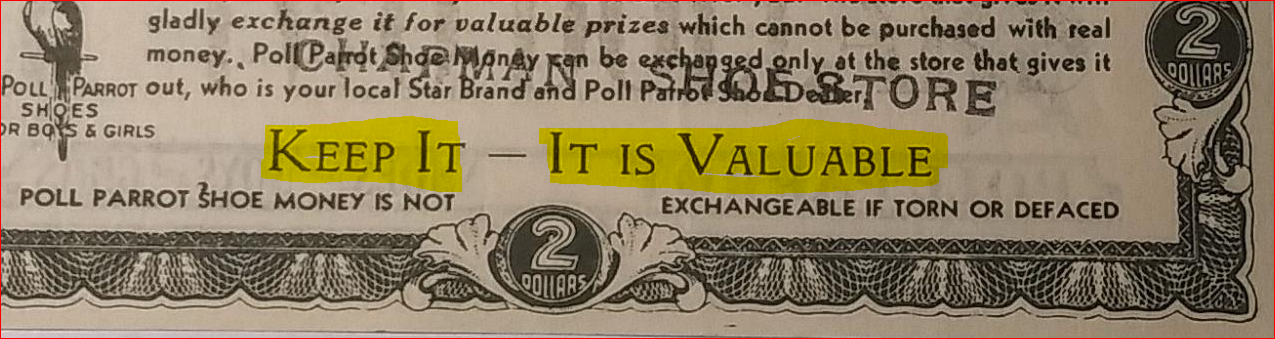 gladly exchange it for valuable prizes which cannot be purchased with real
money. Poll Parrot Shoe Money can be exchanged only at the store that gives it
out, who is your local Star Brand and Poll Parrot Shoe Dealer.
CHAPMAN SHOE STORE
POLL PARROT
SHOES
OR BOYS & GIRLS
KEEP IT — IT IS VALUABLE
POLL PARROT SHOE MONEY IS NOT EXCHANGEABLE IF TORN OR DEFACED
2
DOLLARS
2
DOLLARS